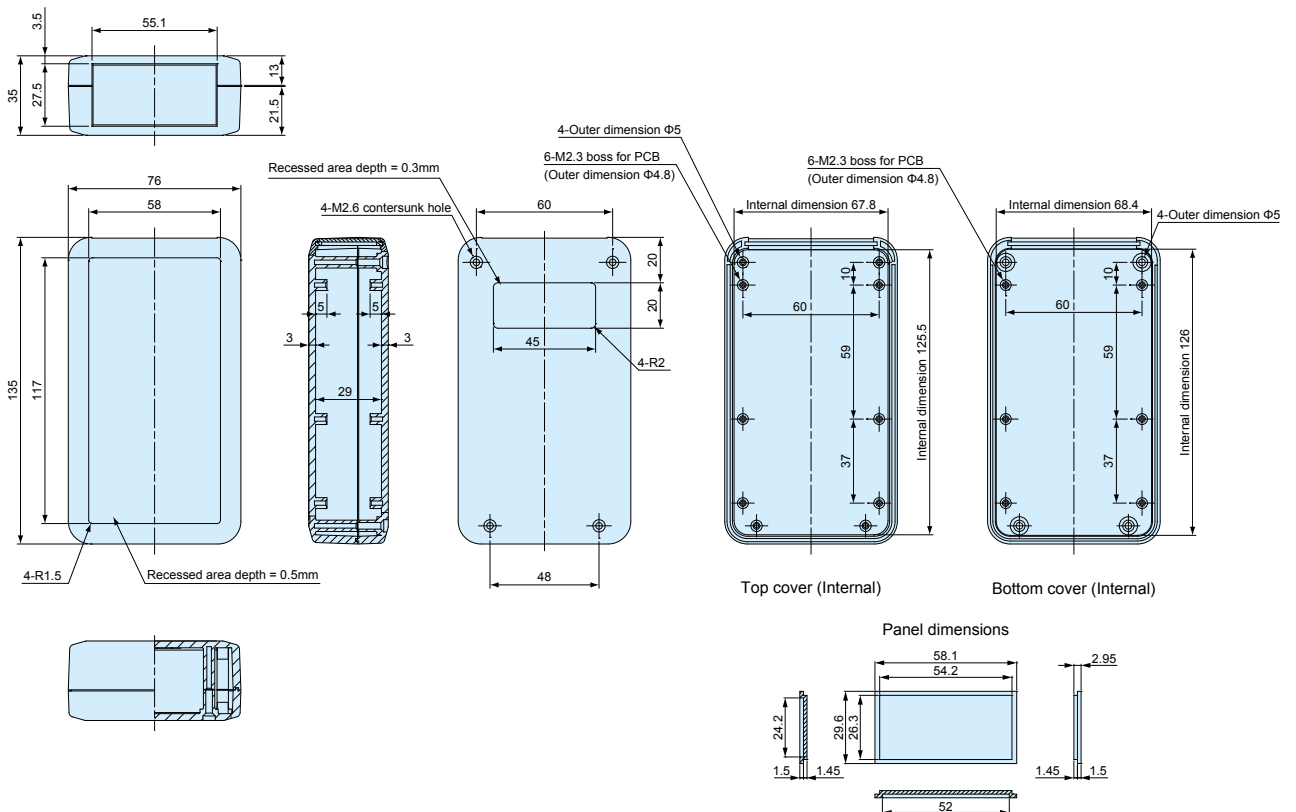 3.5
55.1
35
27.5
13
21.5
76
58
135
117
4-R1.5
Recessed area depth = 0.5mm
5
5
3
3
29
Recessed area depth = 0.3mm
4-M2.6 contersunk hole
60
20
20
45
4-R2
48
4-Outer dimension Φ5
6-M2.3 boss for PCB
(Outer dimension Φ4.8)
Internal dimension 67.8
10
60
59
37
Internal dimension 125.5
Top cover (Internal)
6-M2.3 boss for PCB
(Outer dimension Φ4.8)
Internal dimension 68.4
4-Outer dimension Φ5
10
60
59
37
Internal dimension 126
Bottom cover (Internal)
Panel dimensions
58.1
54.2
2.95
24.2
29.6
26.3
1.5
1.45
1.45
1.5
52